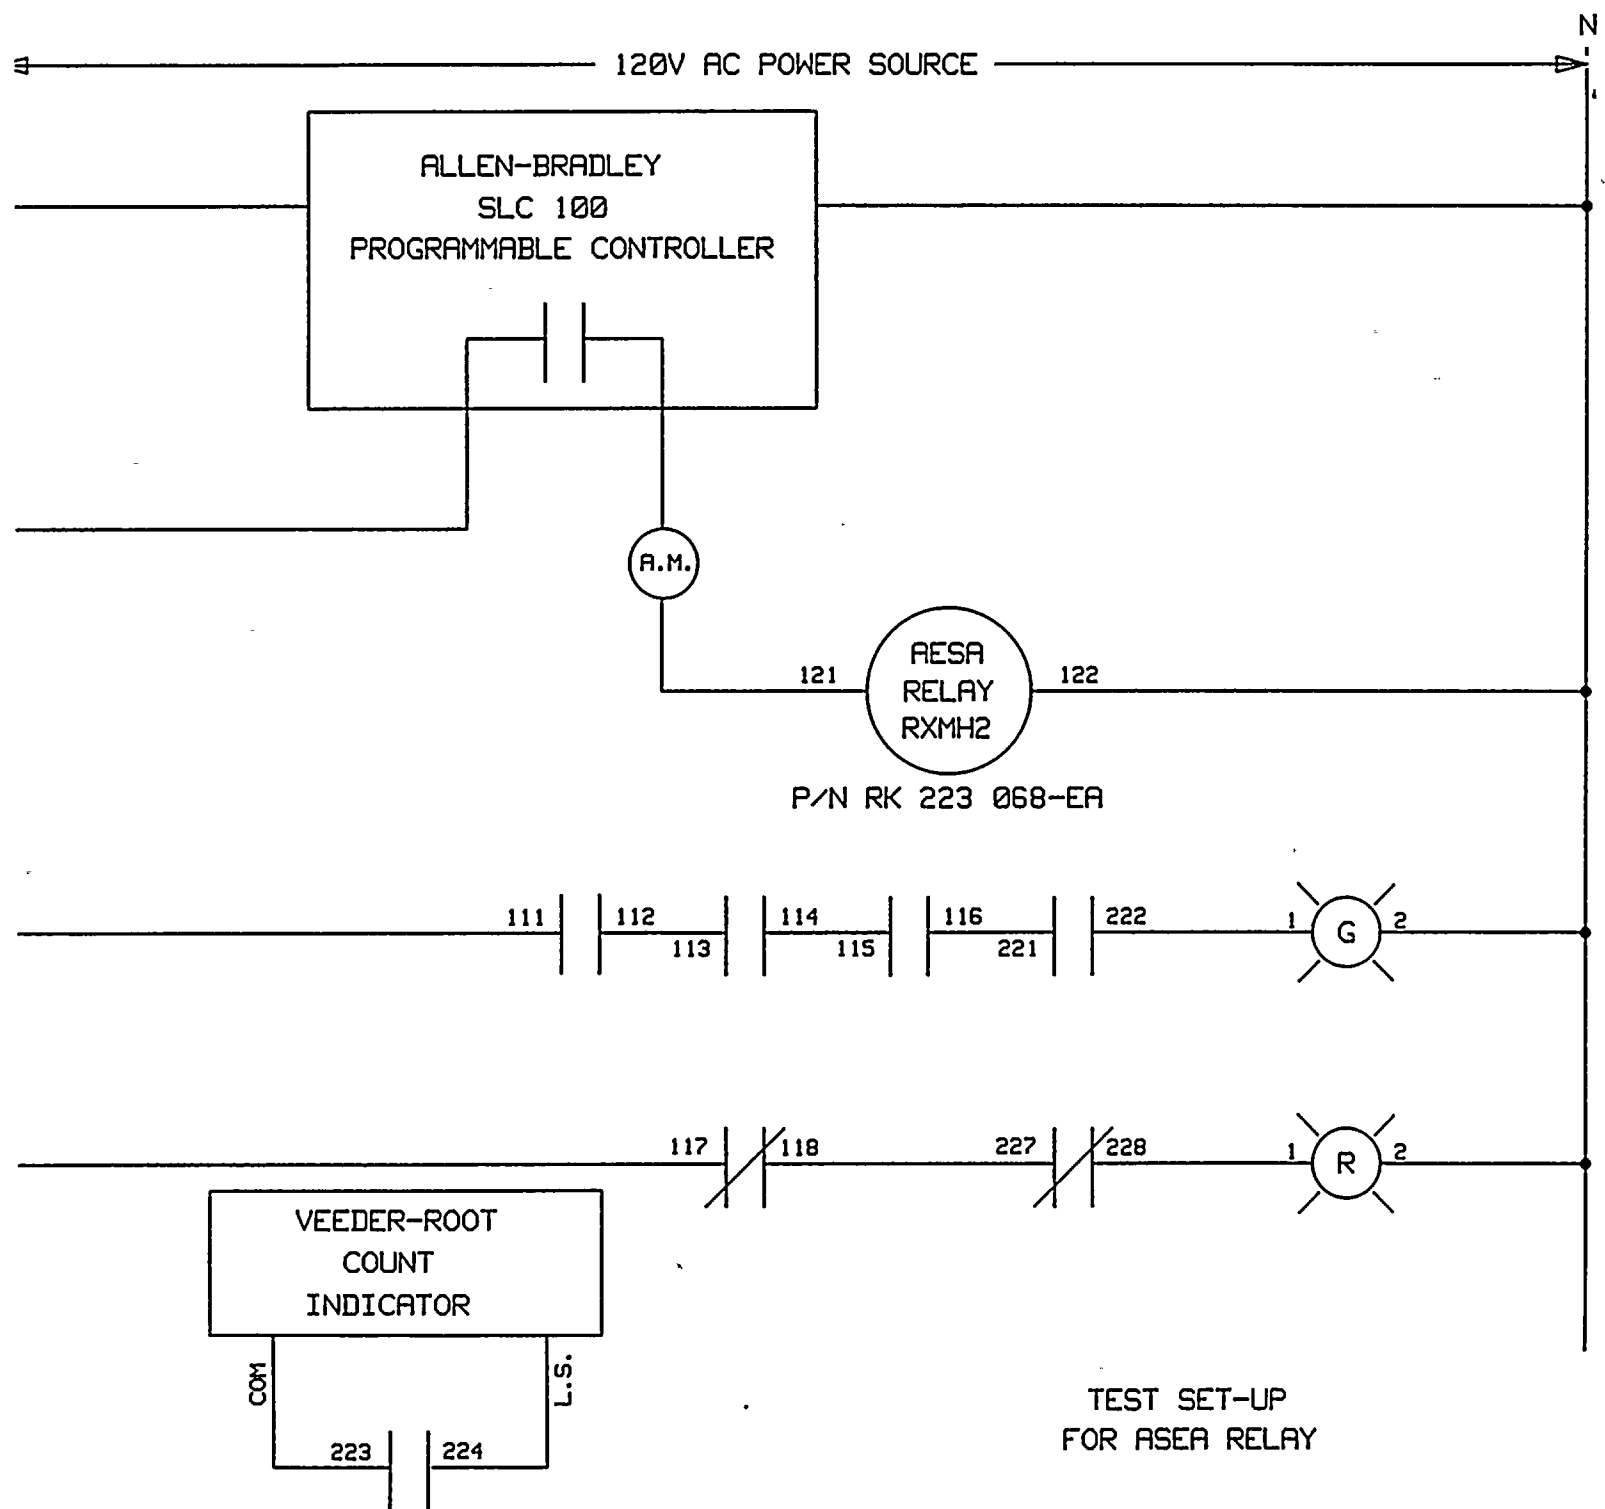 N
120V AC POWER SOURCE
ALLEN-BRADLEY
SLC 100
PROGRAMMABLE CONTROLLER
A.M.
121
AESA
RELAY
RXMH2
122
P/N RK 223 068-EA
111
112
113
114
115
116
221
222
1
G
2
117
118
227
228
1
R
2
VEEDER-ROOT
COUNT
INDICATOR
COM
L.S.
223
224
TEST SET-UP
FOR ASEA RELAY